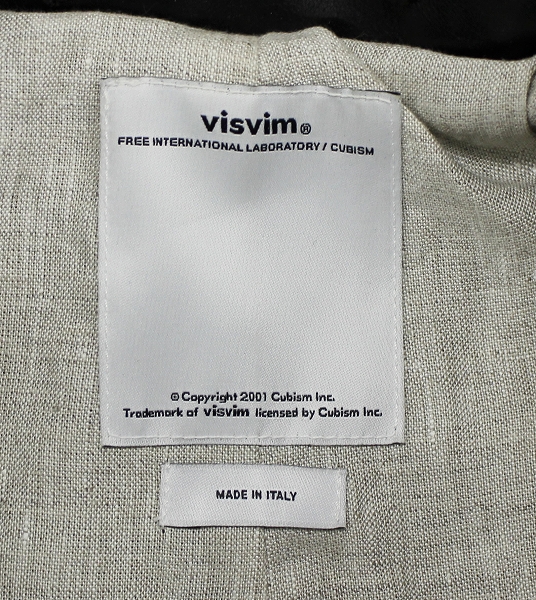 visvim®
FREE INTERNATIONAL LABORATORY / CUBISM
© Copyright 2001 Cubism Inc.
Trademark of visvim licensed by Cubism Inc.
MADE IN ITALY